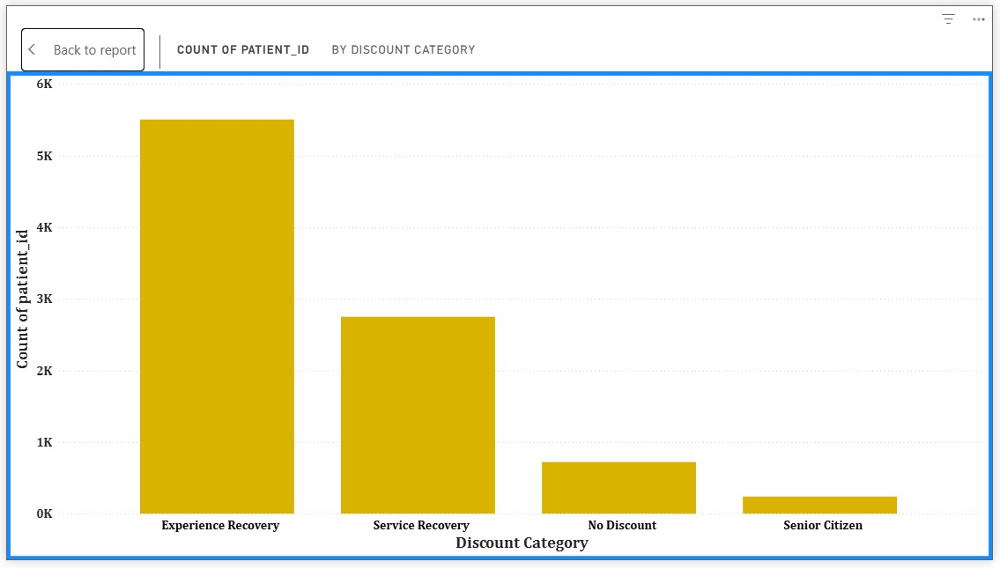 Back to report
COUNT OF PATIENT_ID BY DISCOUNT CATEGORY
6K
5K
4K
3K
2K
1K
0K
Count of patient_id
Experience Recovery Service Recovery No Discount Senior Citizen
Discount Category